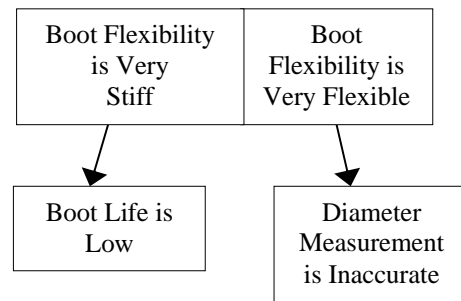 Boot Flexibility
is Very
Stiff
Boot
Flexibility is
Very Flexible
Boot Life is
Low
Diameter
Measurement
is Inaccurate